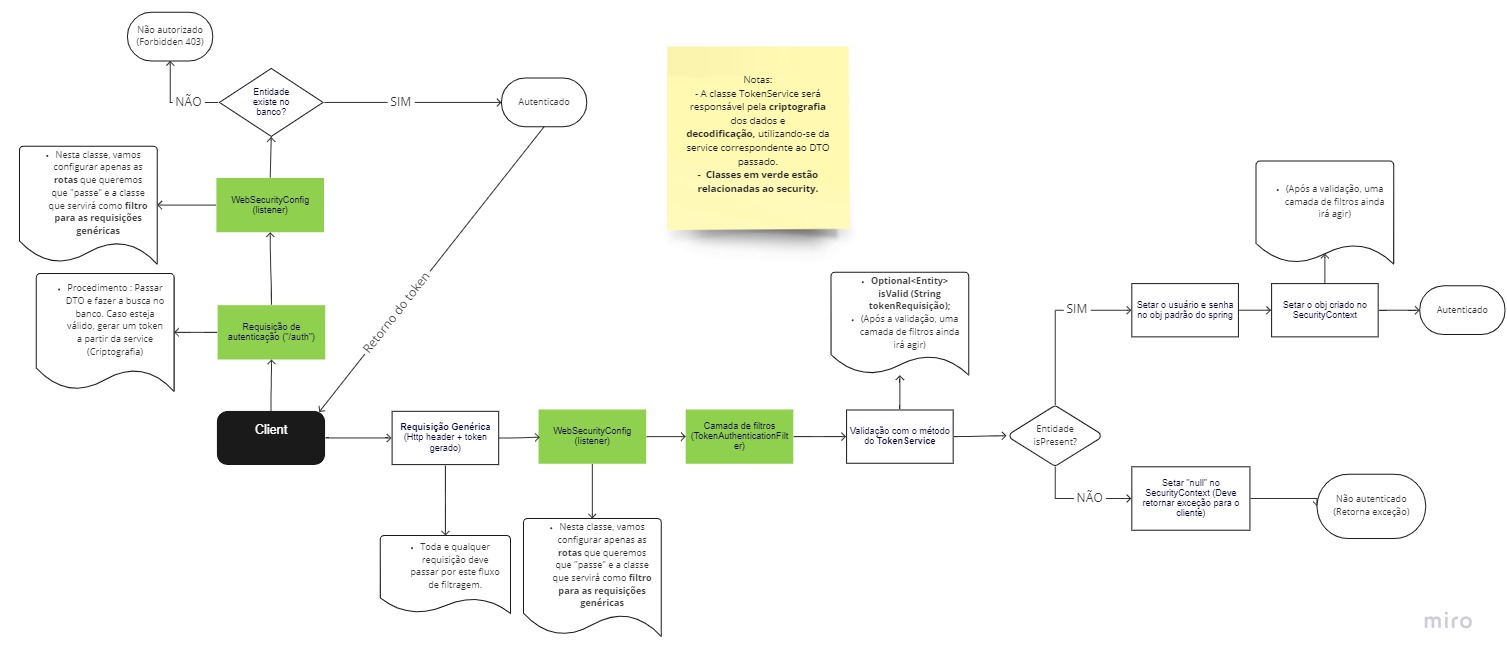 Não autorizado
(Forbidden 403)
Entidade
existe no
banco?
NÃO
SIM
Autenticado
Notas:
- A classe TokenService será
responsável pela criptografia
dos dados e
decodificação, utilizando-se da
service correspondente ao DTO
passado.
- Classes em verde estão
relacionadas ao security.
• Nesta classe, vamos
configurar apenas as
rotas que queremos
que "passe" e a classe
que servirá como filtro
para as requisições
genéricas
WebSecurityConfig
(listener)
• (Após a validação, uma
camada de filtros ainda
irá agir)
• Procedimento : Passar
DTO e fazer a busca no
banco. Caso esteja
válido, gerar um token
a partir da service
(Criptografia)
Requisição de
autenticação ("/auth")
Retorno do token
• Optional<Entity>
isValid (String
tokenRequisição);
• (Após a validação, uma
camada de filtros ainda
irá agir)
SIM
Setar o usuário e senha
no obj padrão do spring
Setar o obj criado no
SecurityContext
Autenticado
Client
Requisição Genérica
(Http header + token
gerado)
WebSecurityConfig
(listener)
Camada de filtros
(TokenAuthenticationFilt
er)
Validação com o método
do TokenService
Entidade
isPresent?
NÃO
Setar "null" no
SecurityContext (Deve
retornar exceção para o
cliente)
Não autenticado
(Retorna exceção)
• Toda e qualquer
requisição deve
passar por este fluxo
de filtragem.
• Nesta classe, vamos
configurar apenas as
rotas que queremos
que "passe" e a classe
que servirá como filtro
para as requisições
genéricas
miro